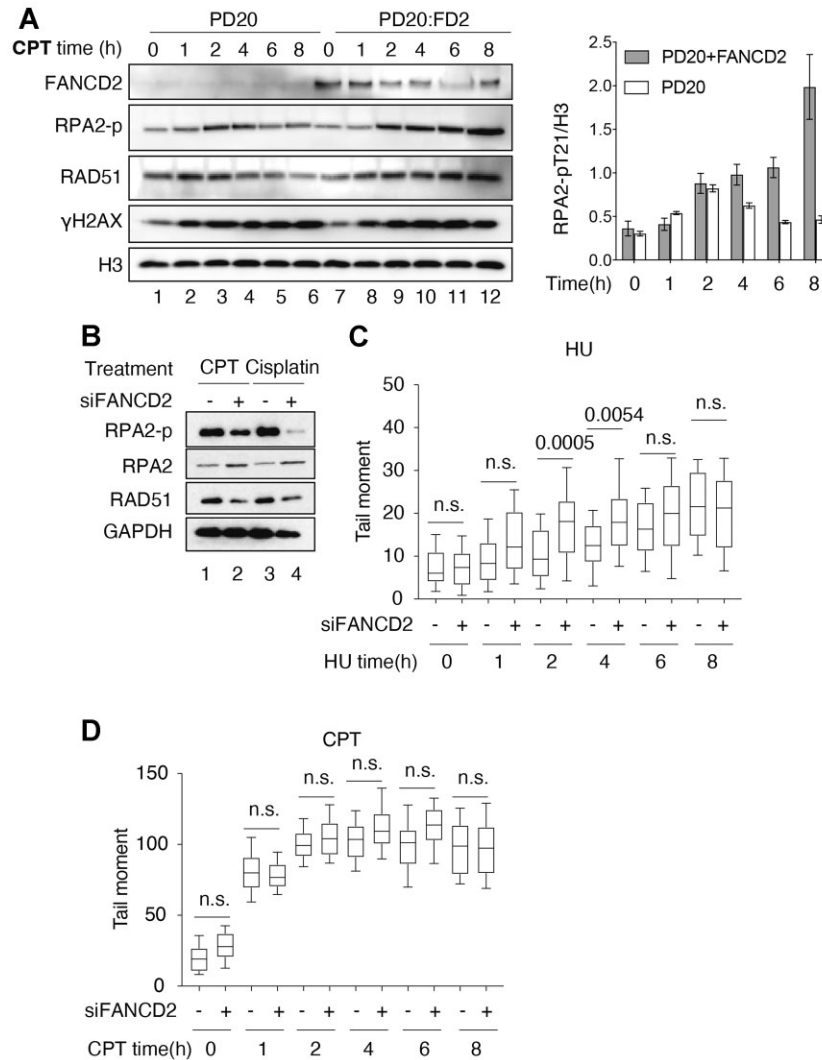 A
PD20 PD20:FD2
CPT time (h) 0 1 2 4 6 8 0 1 2 4 6 8
FANCD2
RPA2-p
RAD51
γH2AX
H3
1 2 3 4 5 6 7 8 9 10 11 12
PD20+FANCD2
PD20
RPA2-pT21/H3
2.5
2.0
1.5
1.0
0.5
0.0
Time(h) 0 1 2 4 6 8
B
Treatment CPT Cisplatin
siFANCD2 - + - +
RPA2-p
RPA2
RAD51
GAPDH
1 2 3 4
C
HU
Tail moment
50
40
30
20
10
0
n.s. n.s. 0.0005 0.0054 n.s. n.s.
siFANCD2 - + - + - + - + - + - +
HU time(h) 0 1 2 4 6 8
D
CPT
Tail moment
150
100
50
0
n.s. n.s. n.s. n.s. n.s. n.s.
siFANCD2 - + - + - + - + - + - +
CPT time(h) 0 1 2 4 6 8